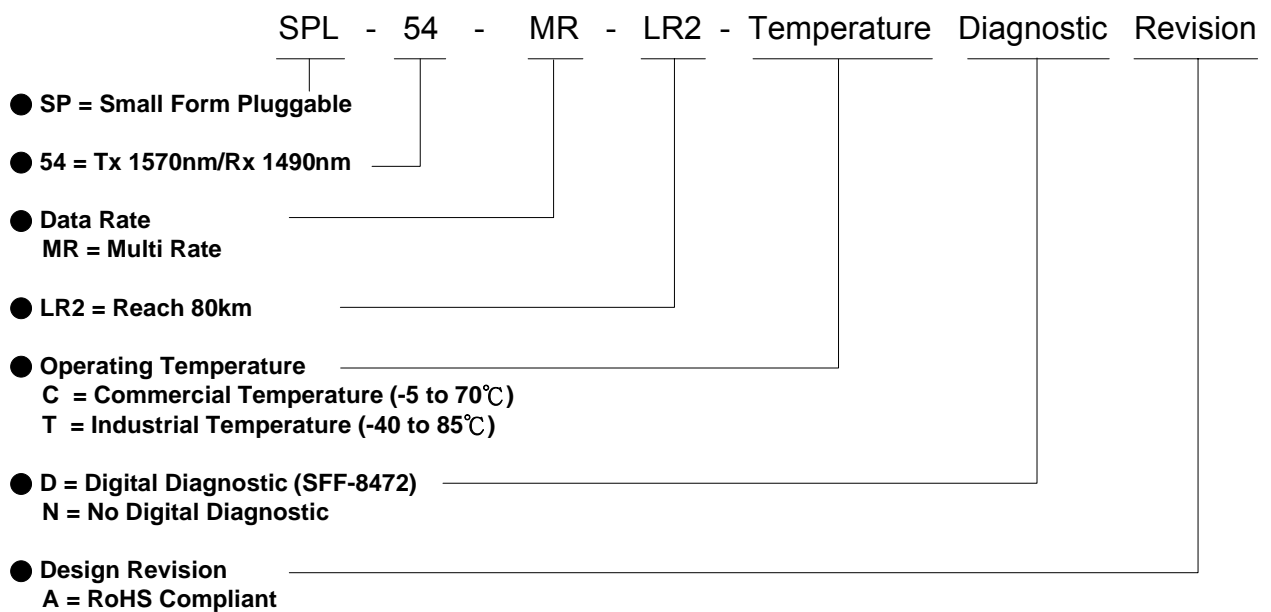 SPL - 54 - MR - LR2 - Temperature Diagnostic Revision
● SP = Small Form Pluggable
● 54 = Tx 1570nm/Rx 1490nm
● Data Rate
MR = Multi Rate
● LR2 = Reach 80km
● Operating Temperature
C = Commercial Temperature (-5 to 70℃)
T = Industrial Temperature (-40 to 85℃)
● D = Digital Diagnostic (SFF-8472)
N = No Digital Diagnostic
● Design Revision
A = RoHS Compliant